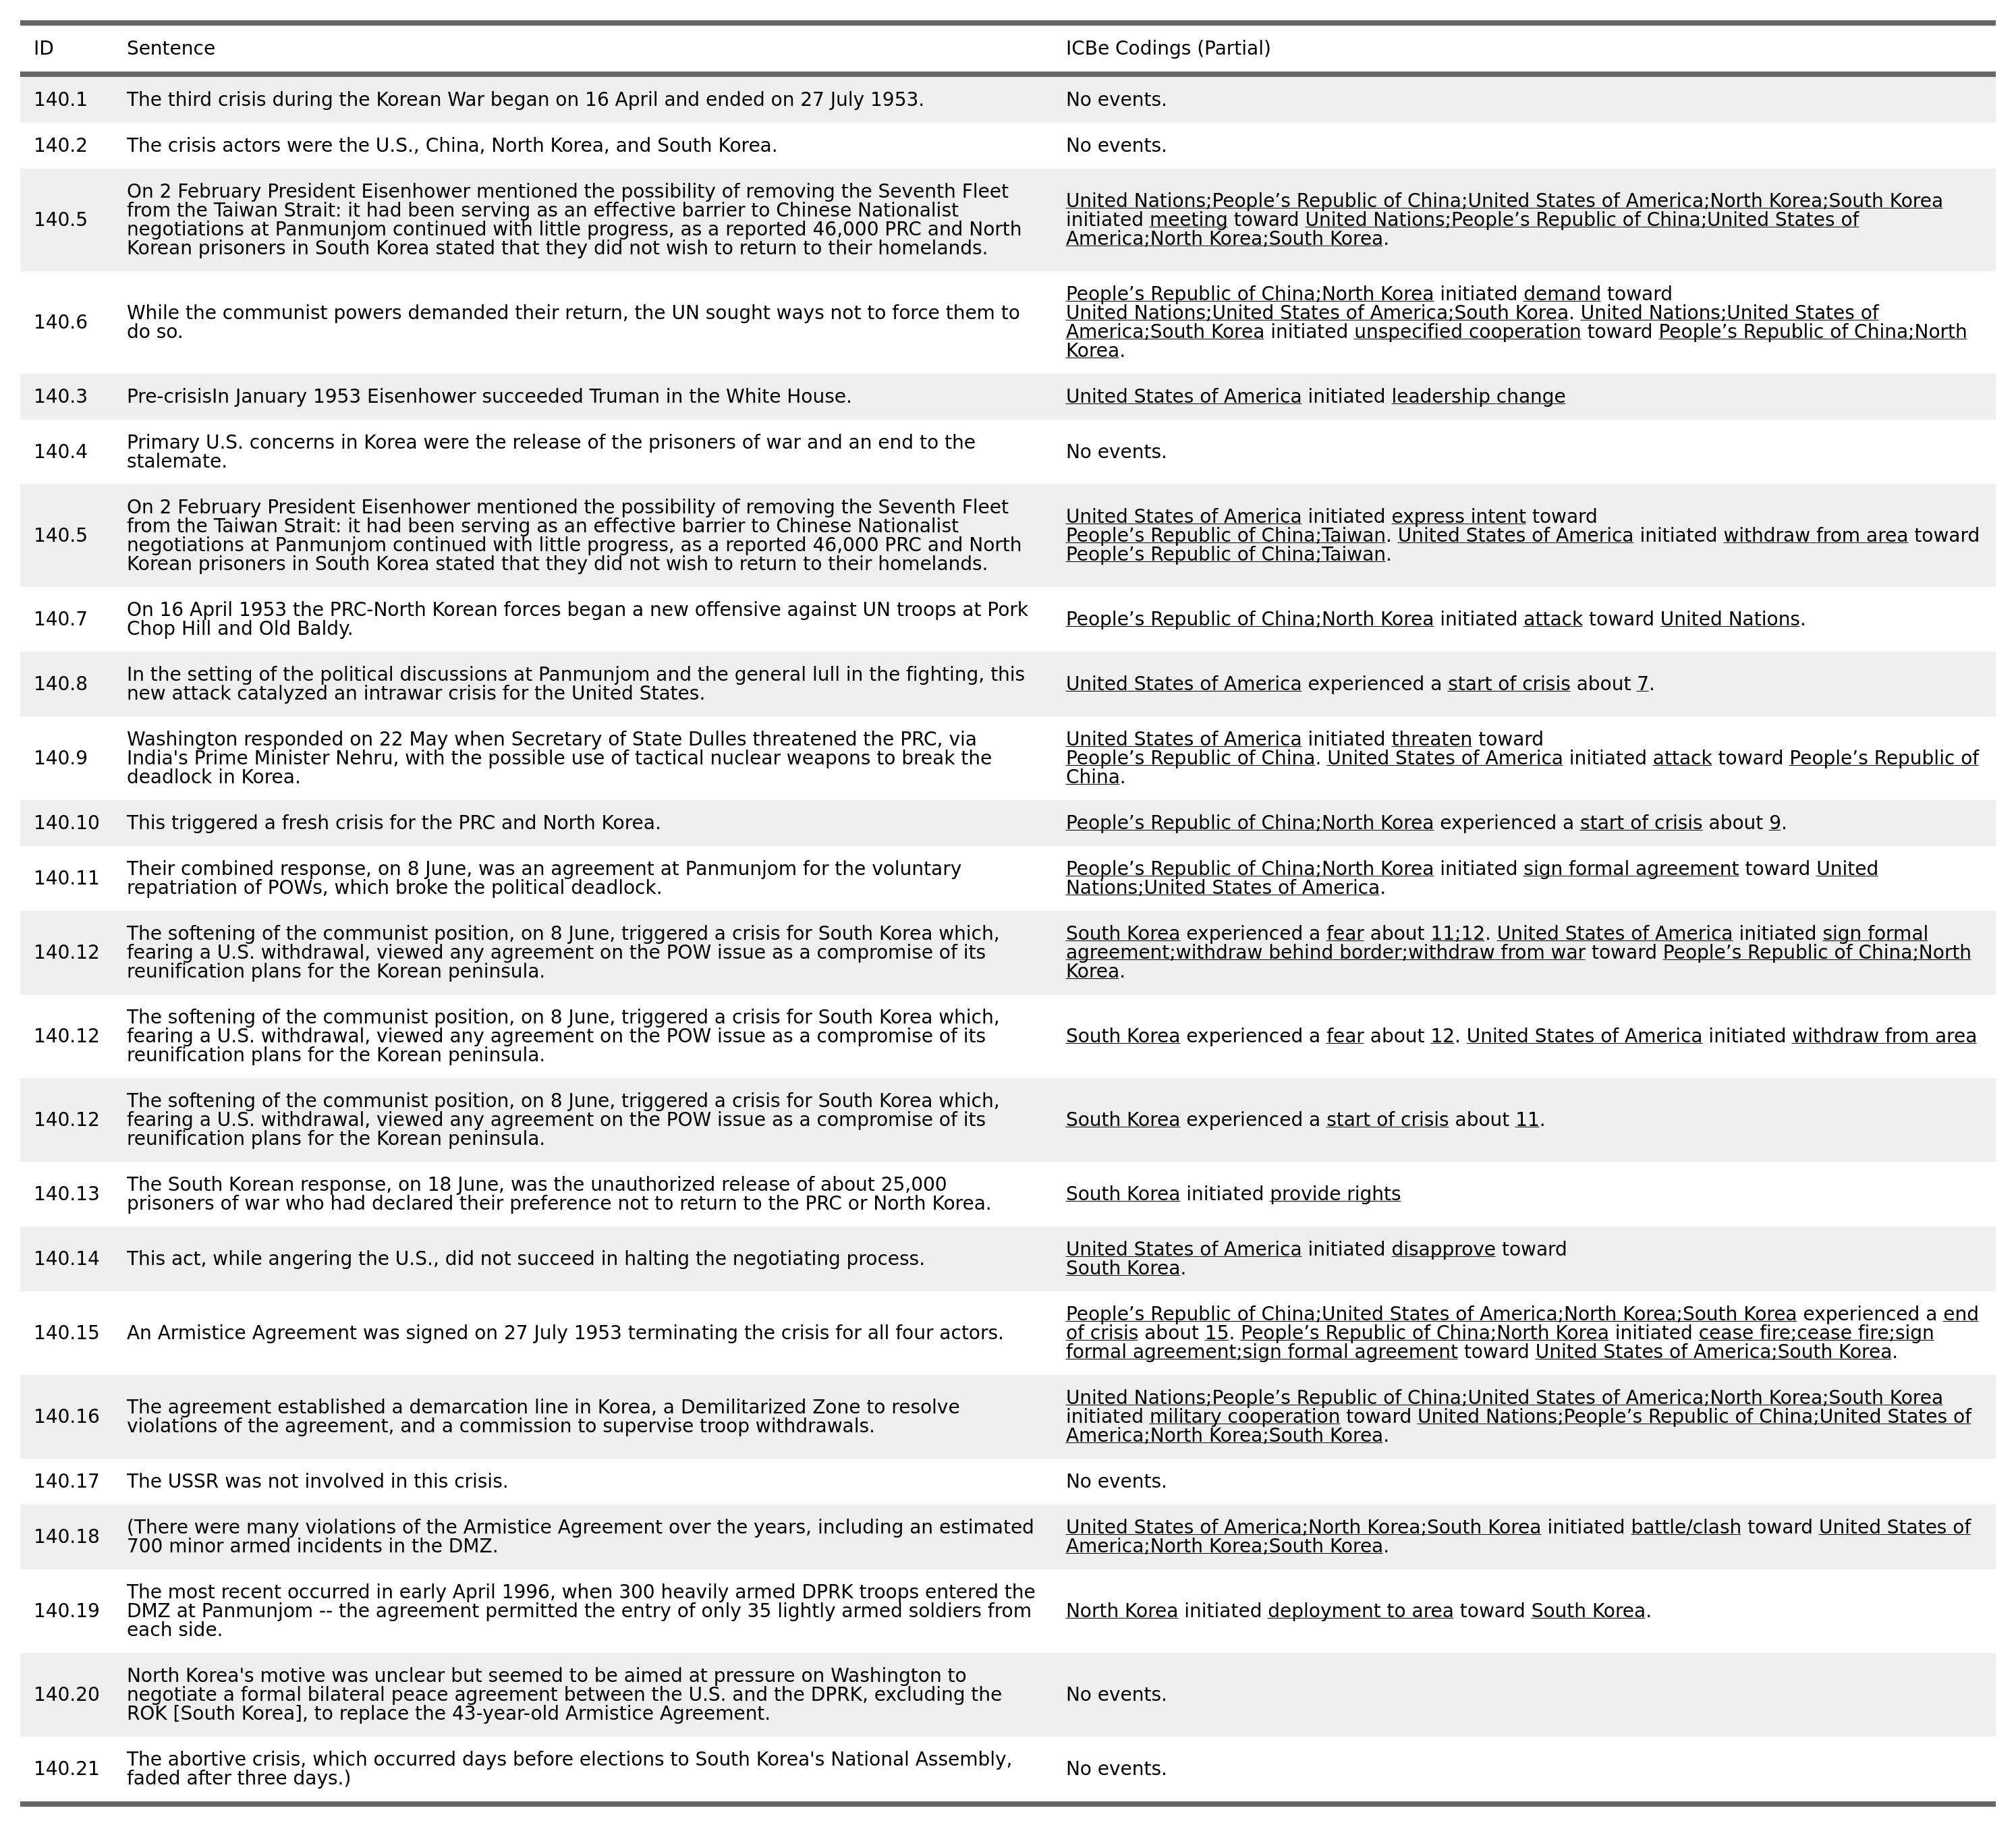 ID Sentence ICBe Codings (Partial)
140.1 The third crisis during the Korean War began on 16 April and ended on 27 July 1953. No events.
140.2 The crisis actors were the U.S., China, North Korea, and South Korea. No events.
140.5
On 2 February President Eisenhower mentioned the possibility of removing the Seventh Fleet
from the Taiwan Strait: it had been serving as an effective barrier to Chinese Nationalist
negotiations at Panmunjom continued with little progress, as a reported 46,000 PRC and North
Korean prisoners in South Korea stated that they did not wish to return to their homelands.
United Nations;People’s Republic of China;United States of America;North Korea;South Korea
initiated meeting toward United Nations;People’s Republic of China;United States of
America;North Korea;South Korea.
140.6
While the communist powers demanded their return, the UN sought ways not to force them to
do so.
People’s Republic of China;North Korea initiated demand toward
United Nations;United States of America;South Korea. United Nations;United States of
America;South Korea initiated unspecified cooperation toward People’s Republic of China;North
Korea.
140.3 Pre-crisisIn January 1953 Eisenhower succeeded Truman in the White House. United States of America initiated leadership change
140.4
Primary U.S. concerns in Korea were the release of the prisoners of war and an end to the
stalemate.
No events.
140.5
On 2 February President Eisenhower mentioned the possibility of removing the Seventh Fleet
from the Taiwan Strait: it had been serving as an effective barrier to Chinese Nationalist
negotiations at Panmunjom continued with little progress, as a reported 46,000 PRC and North
Korean prisoners in South Korea stated that they did not wish to return to their homelands.
United States of America initiated express intent toward
People’s Republic of China;Taiwan. United States of America initiated withdraw from area toward
People’s Republic of China;Taiwan.
140.7
On 16 April 1953 the PRC-North Korean forces began a new offensive against UN troops at Pork
Chop Hill and Old Baldy.
People’s Republic of China;North Korea initiated attack toward United Nations.
140.8
In the setting of the political discussions at Panmunjom and the general lull in the fighting, this
new attack catalyzed an intrawar crisis for the United States.
United States of America experienced a start of crisis about 7.
140.9
Washington responded on 22 May when Secretary of State Dulles threatened the PRC, via
India's Prime Minister Nehru, with the possible use of tactical nuclear weapons to break the
deadlock in Korea.
United States of America initiated threaten toward
People’s Republic of China. United States of America initiated attack toward People’s Republic of
China.
140.10 This triggered a fresh crisis for the PRC and North Korea. People’s Republic of China;North Korea experienced a start of crisis about 9.
140.11
Their combined response, on 8 June, was an agreement at Panmunjom for the voluntary
repatriation of POWs, which broke the political deadlock.
People’s Republic of China;North Korea initiated sign formal agreement toward United
Nations;United States of America.
140.12
The softening of the communist position, on 8 June, triggered a crisis for South Korea which,
fearing a U.S. withdrawal, viewed any agreement on the POW issue as a compromise of its
reunification plans for the Korean peninsula.
South Korea experienced a fear about 11;12. United States of America initiated sign formal
agreement;withdraw behind border;withdraw from war toward People’s Republic of China;North
Korea.
140.12
The softening of the communist position, on 8 June, triggered a crisis for South Korea which,
fearing a U.S. withdrawal, viewed any agreement on the POW issue as a compromise of its
reunification plans for the Korean peninsula.
South Korea experienced a fear about 12. United States of America initiated withdraw from area
140.12
The softening of the communist position, on 8 June, triggered a crisis for South Korea which,
fearing a U.S. withdrawal, viewed any agreement on the POW issue as a compromise of its
reunification plans for the Korean peninsula.
South Korea experienced a start of crisis about 11.
140.13
The South Korean response, on 18 June, was the unauthorized release of about 25,000
prisoners of war who had declared their preference not to return to the PRC or North Korea.
South Korea initiated provide rights
140.14 This act, while angering the U.S., did not succeed in halting the negotiating process.
United States of America initiated disapprove toward
South Korea.
140.15 An Armistice Agreement was signed on 27 July 1953 terminating the crisis for all four actors.
People’s Republic of China;United States of America;North Korea;South Korea experienced a end
of crisis about 15. People’s Republic of China;North Korea initiated cease fire;cease fire;sign
formal agreement;sign formal agreement toward United States of America;South Korea.
140.16
The agreement established a demarcation line in Korea, a Demilitarized Zone to resolve
violations of the agreement, and a commission to supervise troop withdrawals.
United Nations;People’s Republic of China;United States of America;North Korea;South Korea
initiated military cooperation toward United Nations;People’s Republic of China;United States of
America;North Korea;South Korea.
140.17 The USSR was not involved in this crisis. No events.
140.18
(There were many violations of the Armistice Agreement over the years, including an estimated
700 minor armed incidents in the DMZ.
United States of America;North Korea;South Korea initiated battle/clash toward United States of
America;North Korea;South Korea.
140.19
The most recent occurred in early April 1996, when 300 heavily armed DPRK troops entered the
DMZ at Panmunjom -- the agreement permitted the entry of only 35 lightly armed soldiers from
each side.
North Korea initiated deployment to area toward South Korea.
140.20
North Korea's motive was unclear but seemed to be aimed at pressure on Washington to
negotiate a formal bilateral peace agreement between the U.S. and the DPRK, excluding the
ROK [South Korea], to replace the 43-year-old Armistice Agreement.
No events.
140.21
The abortive crisis, which occurred days before elections to South Korea's National Assembly,
faded after three days.)
No events.